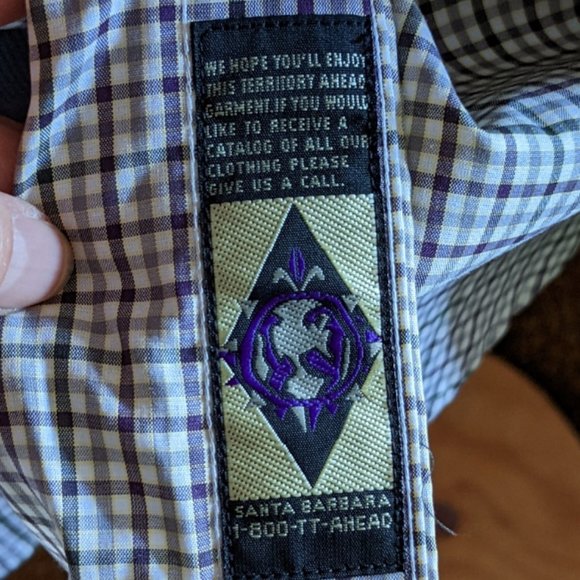 WE HOPE YOU'LL ENJOY
THIS TERRITORY AHEAD
GARMENT.IF YOU WOULD
LIKE TO RECEIVE A
CATALOG OF ALL OUR
CLOTHING PLEASE
GIVE US A CALL.
SANTA BARBARA
1-800-TT-AHEAD